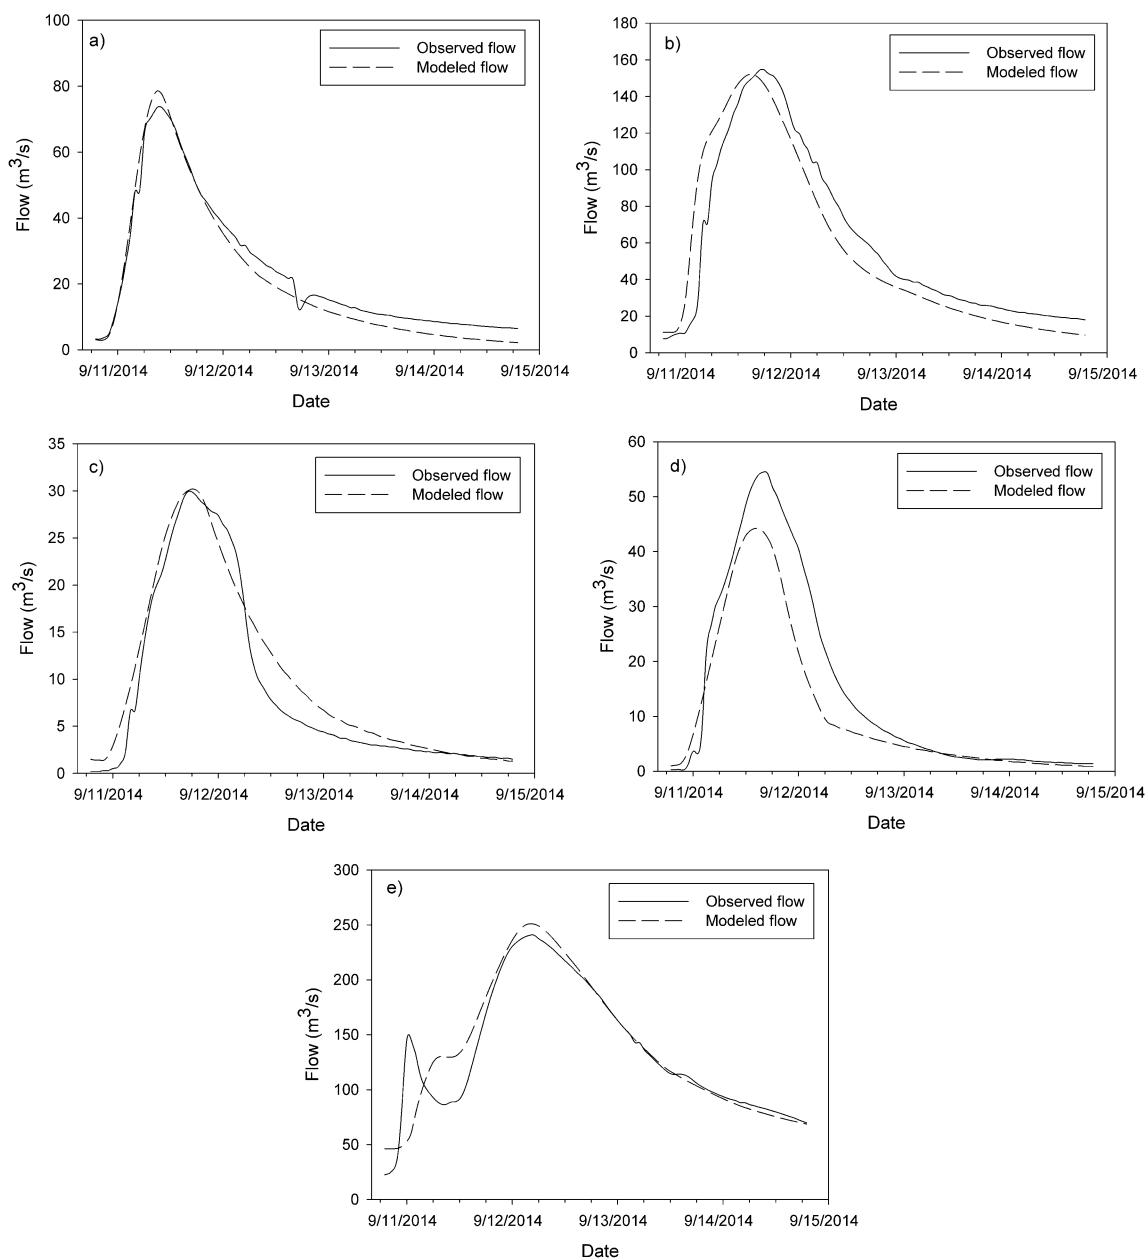 a)
Observed flow
Modeled flow
100
80
60
40
20
0
Flow (m3/s)
9/11/2014 9/12/2014 9/13/2014 9/14/2014 9/15/2014
Date
b)
Observed flow
Modeled flow
180
160
140
120
100
80
60
40
20
0
Flow (m3/s)
9/11/2014 9/12/2014 9/13/2014 9/14/2014 9/15/2014
Date
c)
Observed flow
Modeled flow
35
30
25
20
15
10
5
0
Flow (m3/s)
9/11/2014 9/12/2014 9/13/2014 9/14/2014 9/15/2014
Date
d)
Observed flow
Modeled flow
60
50
40
30
20
10
0
Flow (m3/s)
9/11/2014 9/12/2014 9/13/2014 9/14/2014 9/15/2014
Date
e)
Observed flow
Modeled flow
300
250
200
150
100
50
0
Flow (m3/s)
9/11/2014 9/12/2014 9/13/2014 9/14/2014 9/15/2014
Date